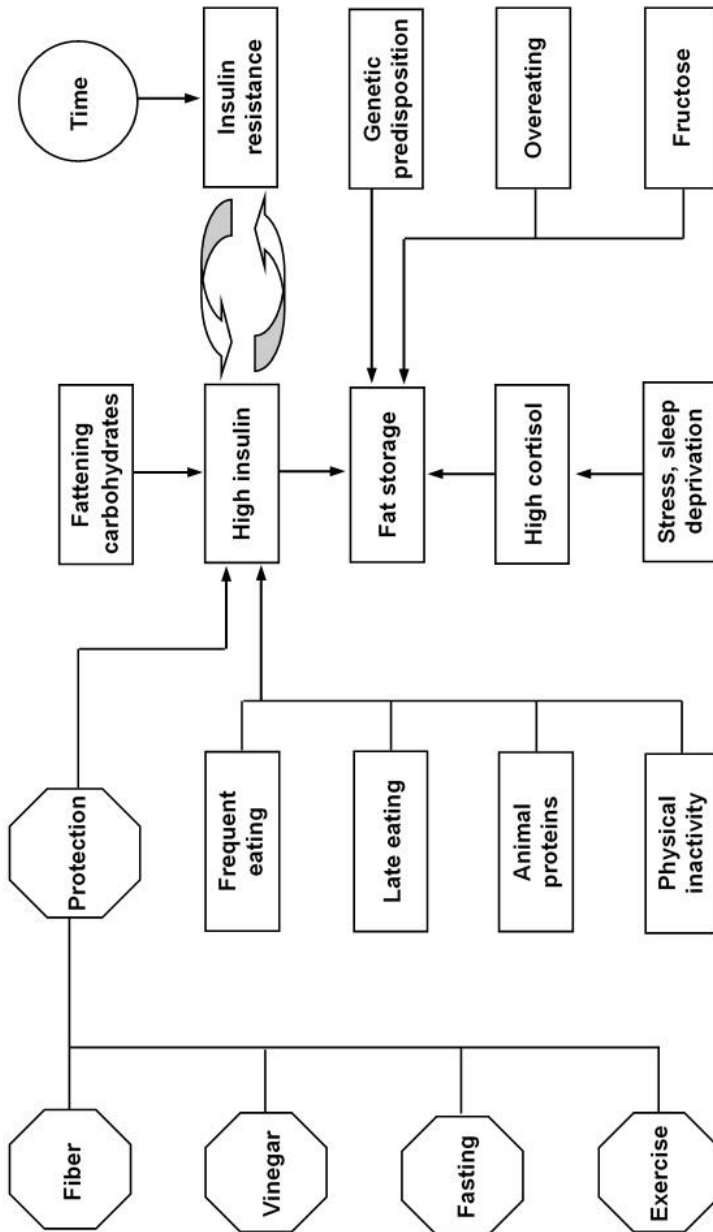 Fiber
Protection
Fattening
carbohydrates
Time
Vinegar
Frequent
eating
High insulin
Insulin
resistance
Fasting
Late eating
Fat storage
Genetic
predisposition
Animal
proteins
High cortisol
Overeating
Exercise
Physical
inactivity
Stress, sleep
deprivation
Fructose